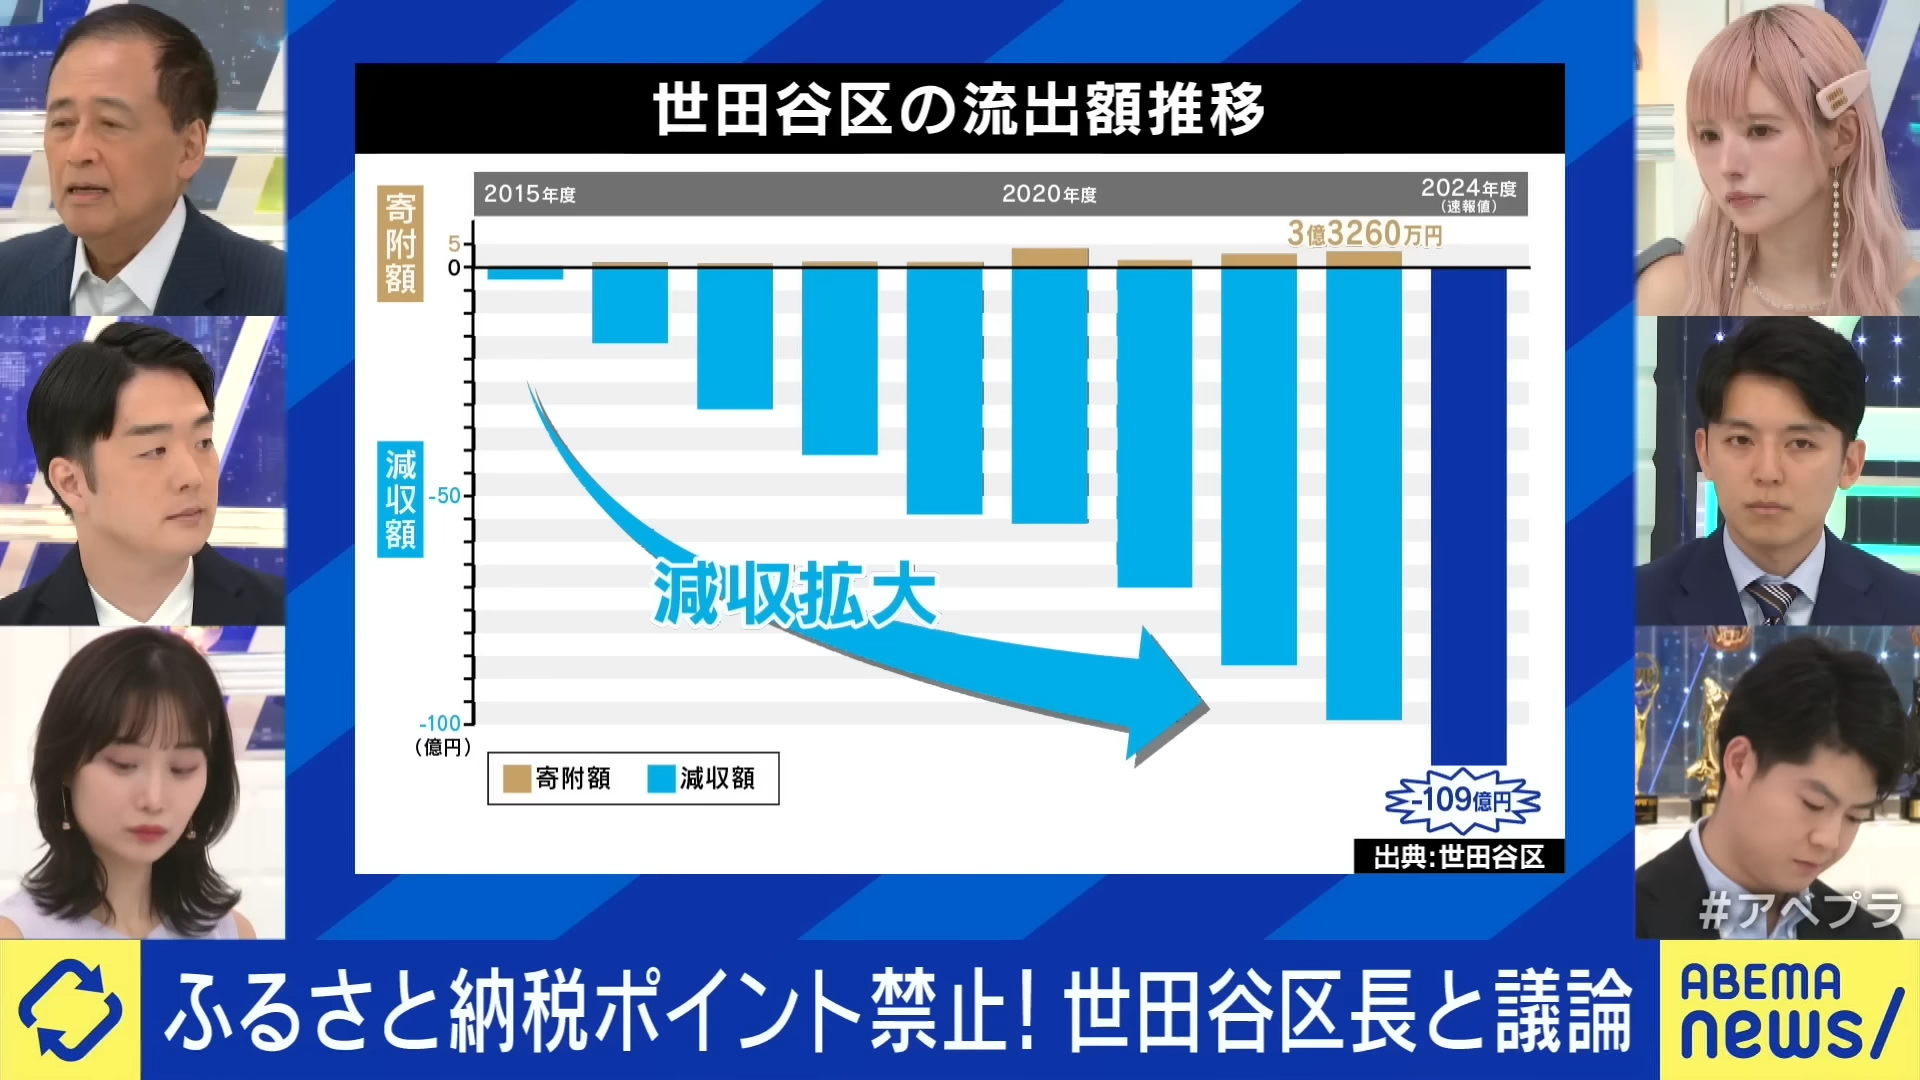 世田谷区の流出額推移
2015年度
2020年度
2024年度
(速報値)
寄附額
3億3260万円
5
0
減収額
-50
減収拡大
-100
(億円)
寄附額
減収額
-109億円
出典:世田谷区
#アベプラ
ふるさと納税ポイント禁止! 世田谷区長と議論
ABEMA
news/